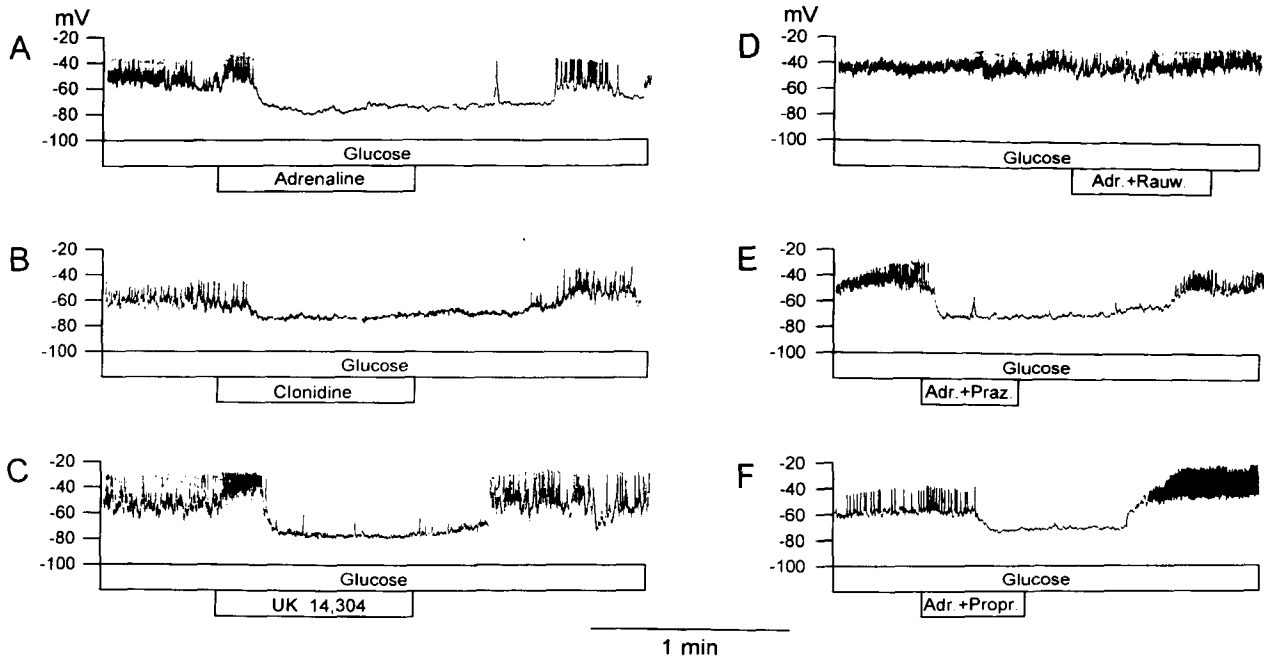 A
mV
-20
-40
-60
-80
-100
Glucose
Adrenaline
B
-20
-40
-60
-80
-100
Glucose
Clonidine
C
-20
-40
-60
-80
-100
Glucose
UK 14,304
D
mV
-20
-40
-60
-80
-100
Glucose
Adr.+Rauw.
E
-20
-40
-60
-80
-100
Glucose
Adr.+Praz.
F
-20
-40
-60
-80
-100
Glucose
Adr.+Propr.
1 min